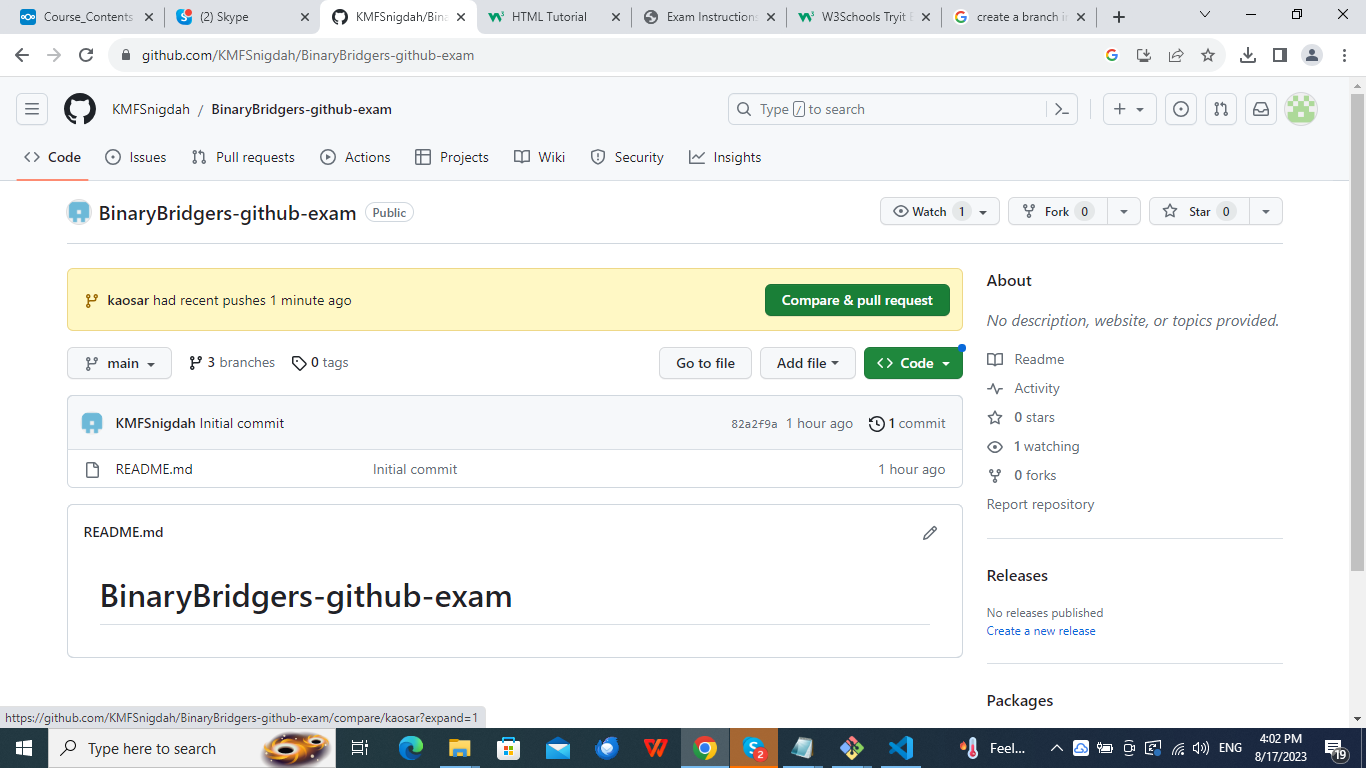 Course_Contents
(2) Skype
KMFSnigdah/Bina
HTML Tutorial
Exam Instructions
W3Schools Tryit E
create a branch in
github.com/KMFSnigdah/BinaryBridgers-github-exam
KMFSnigdah / BinaryBridgers-github-exam
Type / to search
Code
Issues
Pull requests
Actions
Projects
Wiki
Security
Insights
BinaryBridgers-github-exam Public
Watch 1
Fork 0
Star 0
kaosar had recent pushes 1 minute ago
Compare & pull request
main
3 branches
0 tags
Go to file
Add file
Code
KMFSnigdah Initial commit
82a2f9a 1 hour ago
1 commit
README.md
Initial commit
1 hour ago
README.md
BinaryBridgers-github-exam
About
No description, website, or topics provided.
Readme
Activity
0 stars
1 watching
0 forks
Report repository
Releases
No releases published
Create a new release
Packages
https://github.com/KMFSnigdah/BinaryBridgers-github-exam/compare/kaosar?expand=1
Type here to search
2
Feel...
ENG
4:02 PM
8/17/2023
19